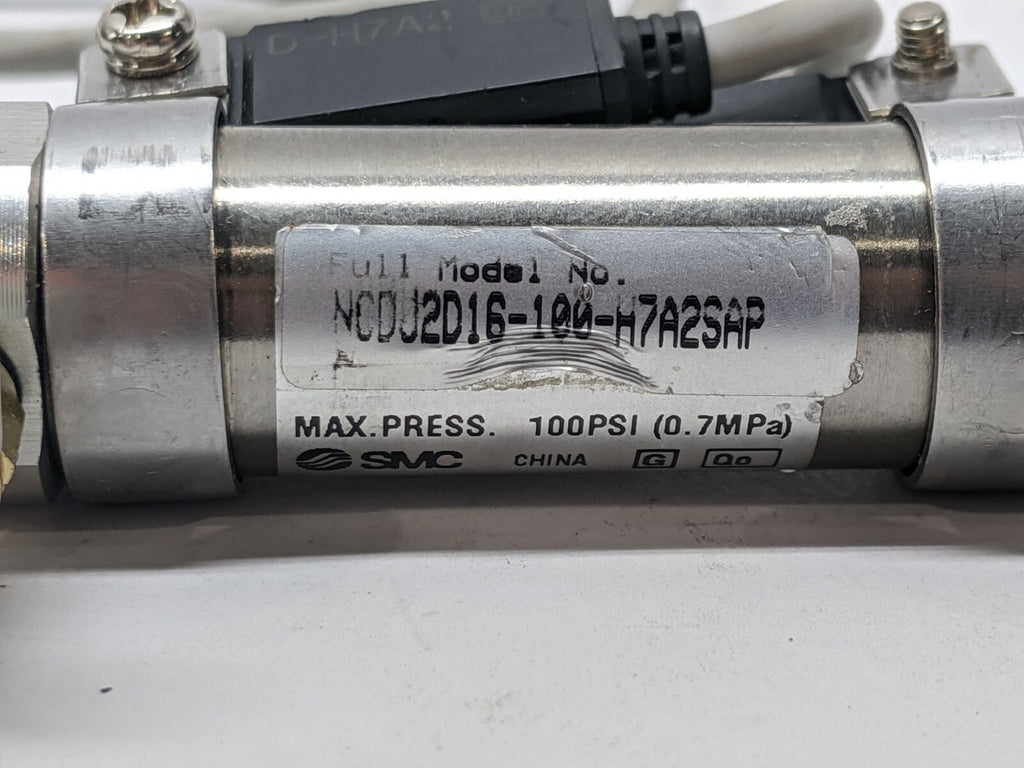 D-H7A2
Full Model No.
NCDJ2D16-100-H7A2SAP
N
MAX.PRESS. 100PSI (0.7MPa)
SMC CHINA G Qo